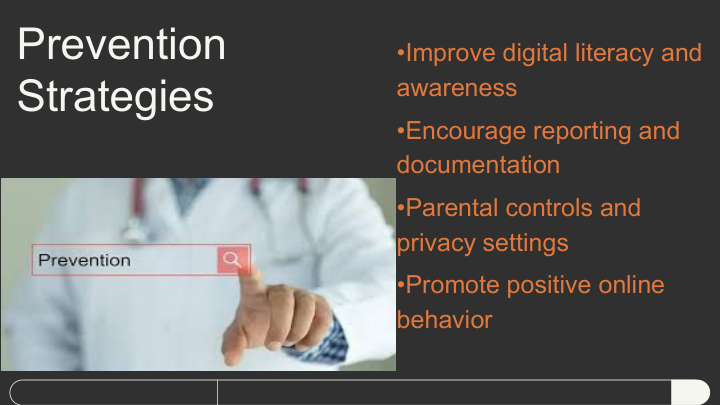 Prevention
Strategies
•Improve digital literacy and
awareness
•Encourage reporting and
documentation
•Parental controls and
privacy settings
•Promote positive online
behavior
Prevention